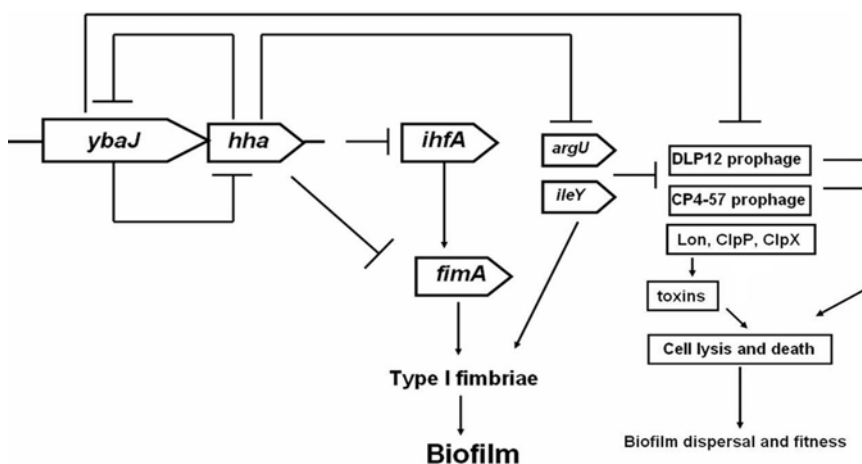 ybaJ
hha
ihfA
argU
ileY
DLP12 prophage
CP4-57 prophage
Lon, ClpP, ClpX
fimA
toxins
Cell lysis and death
Type I fimbriae
Biofilm
Biofilm dispersal and fitness